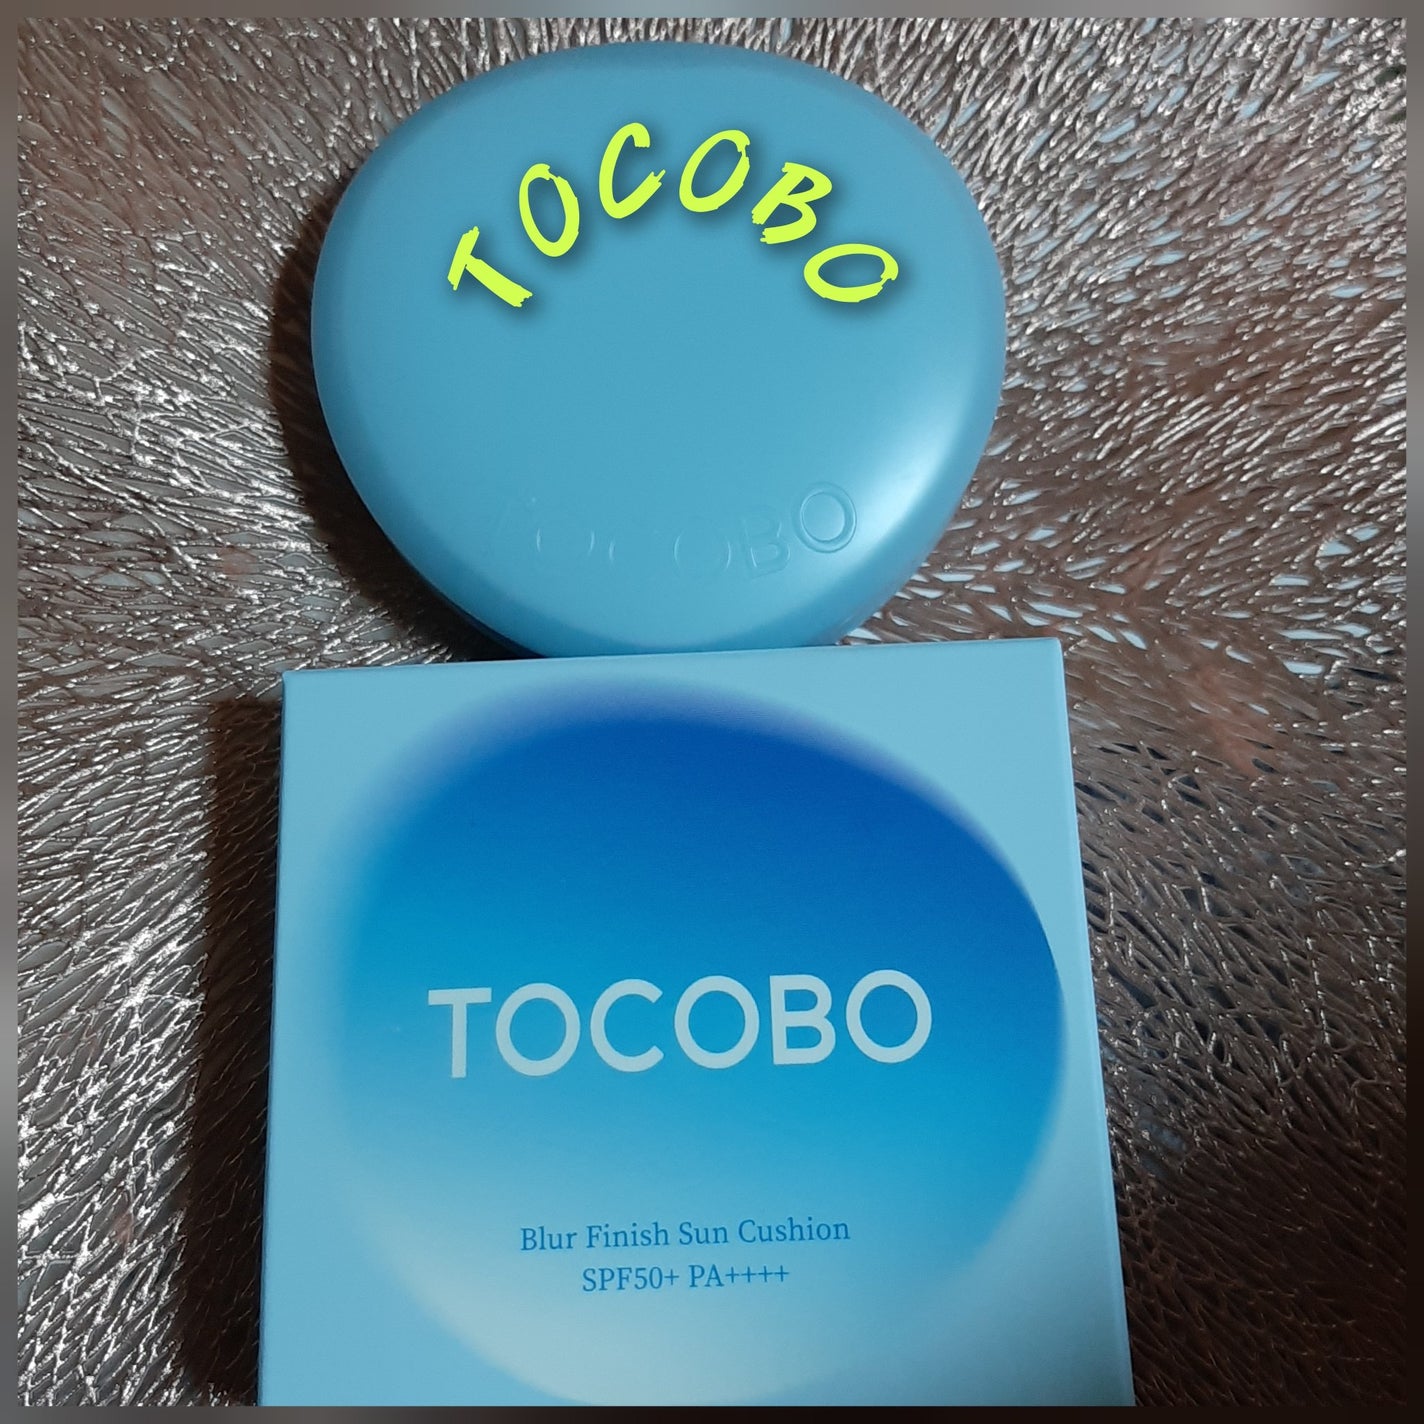 TOCOBO
TOCOBO
TOCOBO
Blur Finish Sun Cushion
SPF50+ PA++++